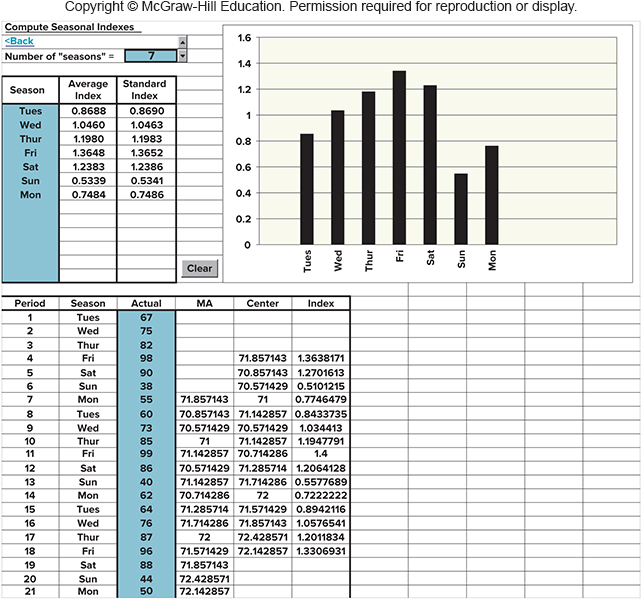 Copyright © McGraw-Hill Education. Permission required for reproduction or display.
Compute Seasonal Indexes
<Back
Number of "seasons" = 7
Season Average Index Standard Index
Tues 0.8688 0.8690
Wed 1.0460 1.0463
Thur 1.1980 1.1983
Fri 1.3648 1.3652
Sat 1.2383 1.2386
Sun 0.5339 0.5341
Mon 0.7484 0.7486
Clear
1.6
1.4
1.2
1
0.8
0.6
0.4
0.2
0
Tues Wed Thur Fri Sat Sun Mon
Period Season Actual MA Center Index
1 Tues 67
2 Wed 75
3 Thur 82
4 Fri 98 71.857143 1.3638171
5 Sat 90 70.857143 1.2701613
6 Sun 38 70.571429 0.5101215
7 Mon 55 71.857143 71 0.7746479
8 Tues 60 70.857143 71.142857 0.8433735
9 Wed 73 70.571429 70.571429 1.034413
10 Thur 85 71 71.142857 1.1947791
11 Fri 99 71.142857 70.714286 1.4
12 Sat 86 70.571429 71.285714 1.2064128
13 Sun 40 71.142857 71.714286 0.5577689
14 Mon 62 70.714286 72 0.7222222
15 Tues 64 71.285714 71.571429 0.8942116
16 Wed 76 71.714286 71.857143 1.0576541
17 Thur 87 72 72.428571 1.2011834
18 Fri 96 71.571429 72.142857 1.3306931
19 Sat 88 71.857143
20 Sun 44 72.428571
21 Mon 50 72.142857